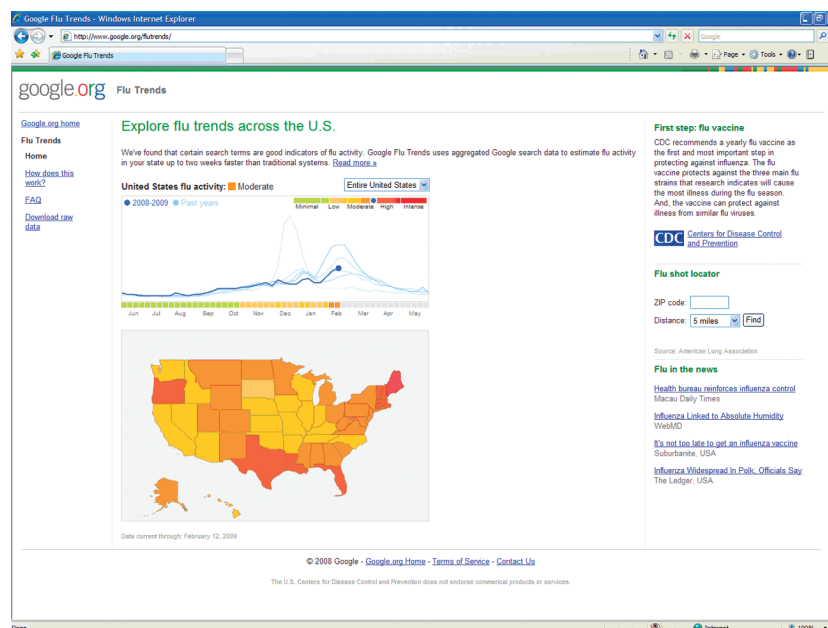 Google Flu Trends - Windows Internet Explorer
http://www.google.org/flutrends/
Google
Google Flu Trends
Page
Tools
google.org Flu Trends
Google.org home
Flu Trends
Home
How does this
work?
FAQ
Download raw
data
Explore flu trends across the U.S.
We've found that certain search terms are good indicators of flu activity. Google Flu Trends uses aggregated Google search data to estimate flu activity
in your state up to two weeks faster than traditional systems. Read more »
United States flu activity: Moderate
Entire United States
2008-2009 Past years
Minimal Low Moderate High Intense
Jun Jul Aug Sep Oct Nov Dec Jan Feb Mar Apr May
Data current through: February 12, 2009
First step: flu vaccine
CDC recommends a yearly flu vaccine as
the first and most important step in
protecting against influenza. The flu
vaccine protects against the three main flu
strains that research indicates will cause
the most illness during the flu season.
And, the vaccine can protect against
illness from similar flu viruses.
CDC Centers for Disease Control
and Prevention
Flu shot locator
ZIP code:
Distance: 5 miles Find
Source: American Lung Association
Flu in the news
Health bureau reinforces influenza control
Macau Daily Times
Influenza Linked to Absolute Humidity
WebMD
It's not too late to get an influenza vaccine
Suburbanite, USA
Influenza Widespread In Polk, Officials Say
The Ledger, USA
© 2008 Google - Google.org Home - Terms of Service - Contact Us
The U.S. Centers for Disease Control and Prevention does not endorse commerical products or services.
Done
Internet
100%